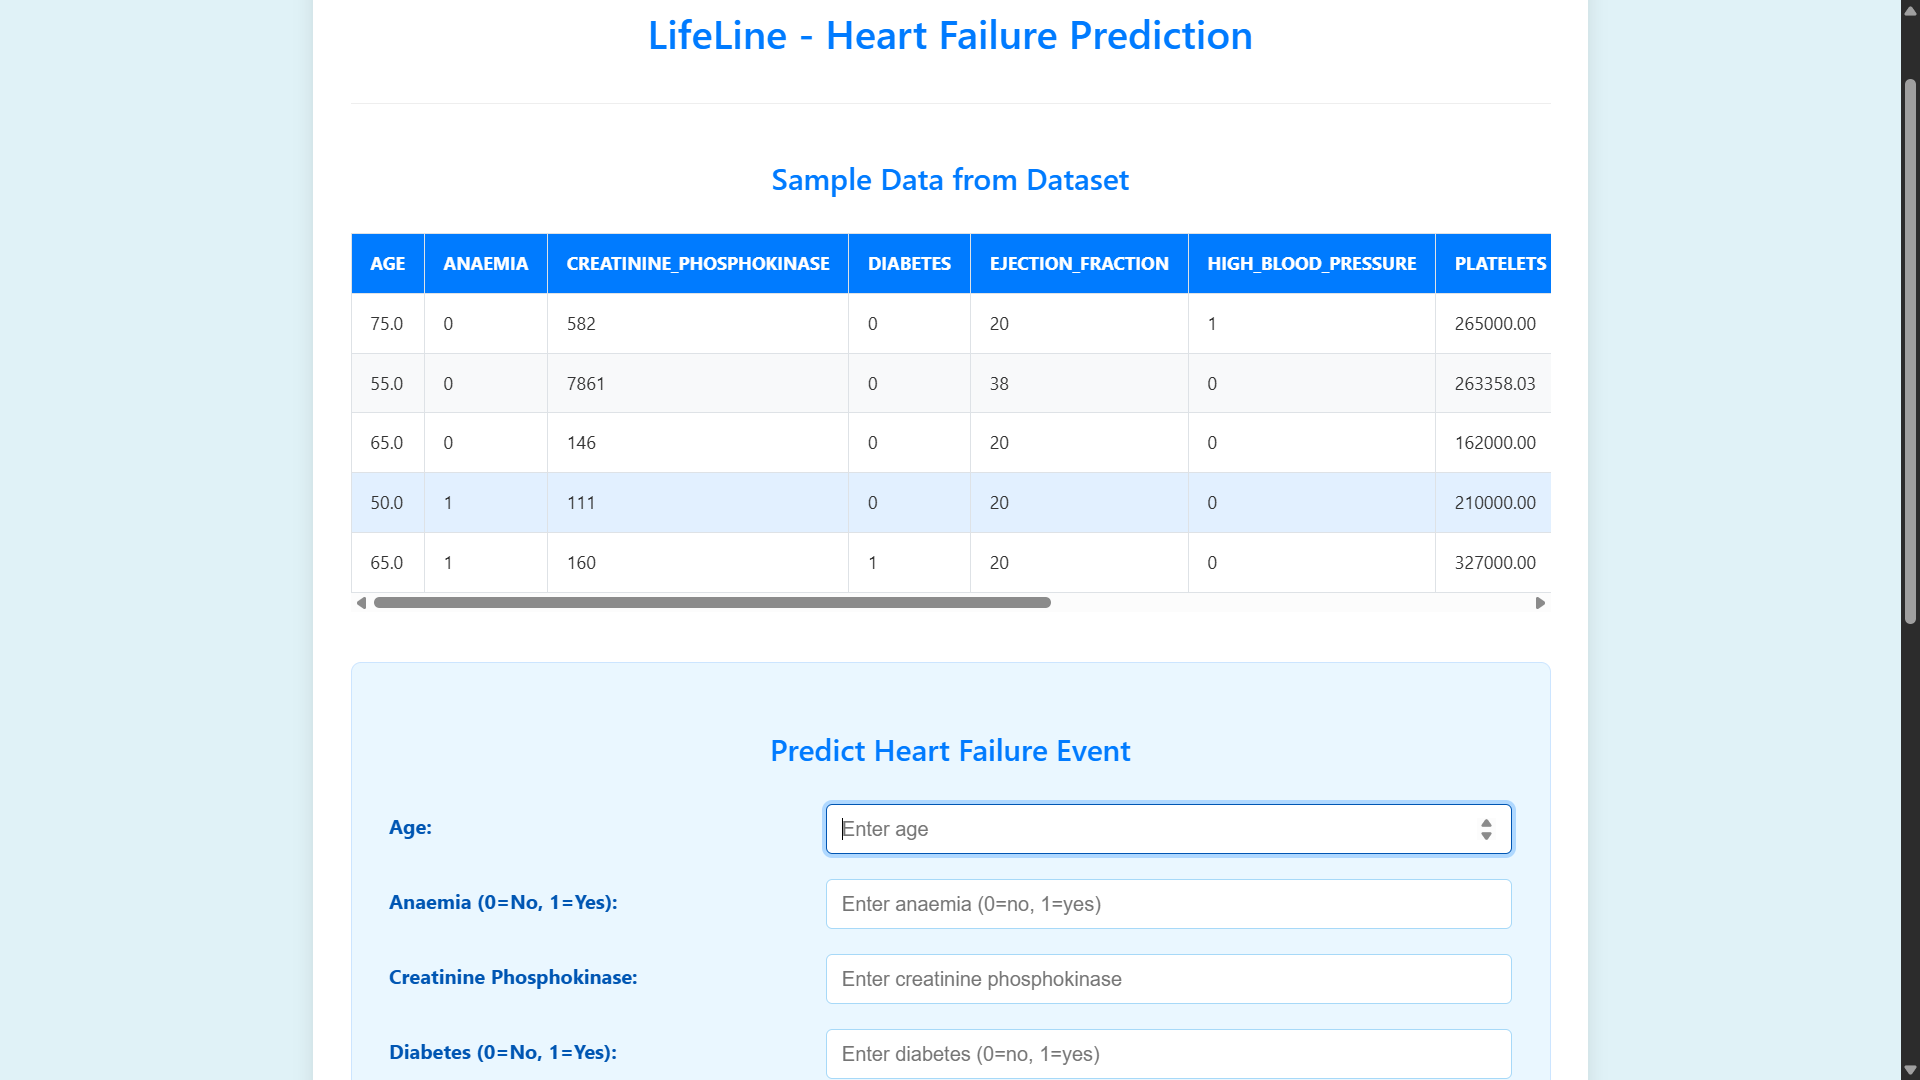 LifeLine - Heart Failure Prediction
Sample Data from Dataset
AGE ANAEMIA CREATININE_PHOSPHOKINASE DIABETES EJECTION_FRACTION HIGH_BLOOD_PRESSURE PLATELETS
75.0 0 582 0 20 1 265000.00
55.0 0 7861 0 38 0 263358.03
65.0 0 146 0 20 0 162000.00
50.0 1 111 0 20 0 210000.00
65.0 1 160 1 20 0 327000.00
Predict Heart Failure Event
Age: Enter age
Anaemia (0=No, 1=Yes): Enter anaemia (0=no, 1=yes)
Creatinine Phosphokinase: Enter creatinine phosphokinase
Diabetes (0=No, 1=Yes): Enter diabetes (0=no, 1=yes)